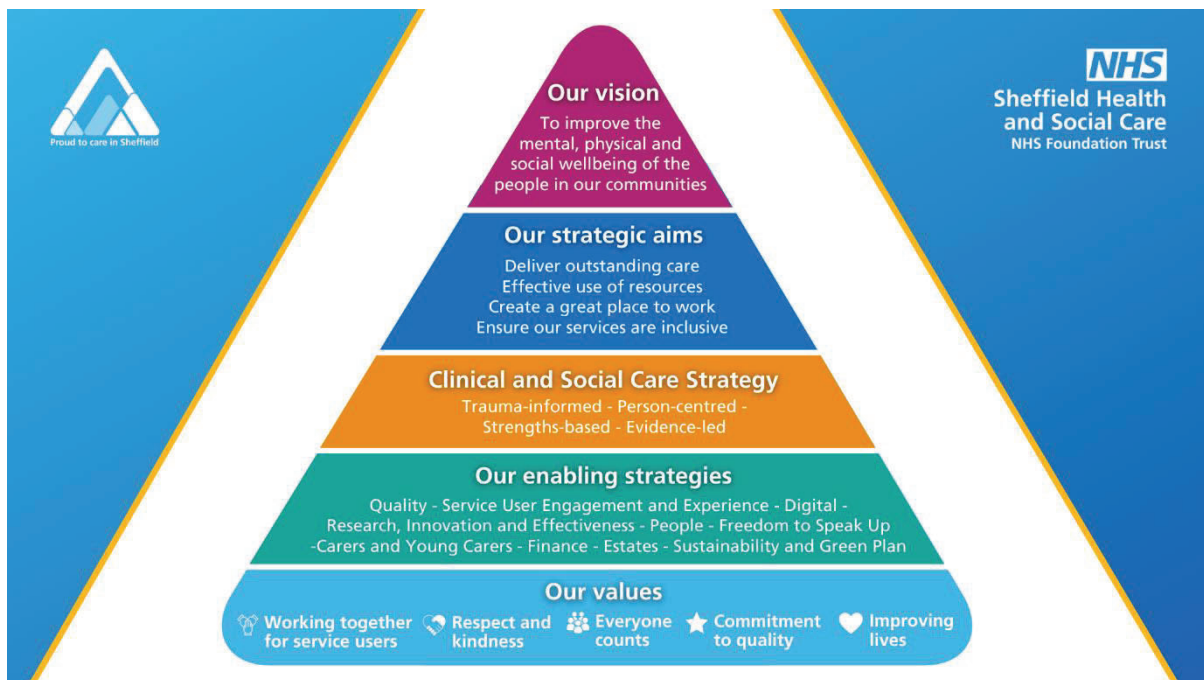 Proud to care in Sheffield
NHS
Sheffield Health
and Social Care
NHS Foundation Trust
Our vision
To improve the
mental, physical and
social wellbeing of the
people in our communities
Our strategic aims
Deliver outstanding care
Effective use of resources
Create a great place to work
Ensure our services are inclusive
Clinical and Social Care Strategy
Trauma-informed - Person-centred -
Strengths-based - Evidence-led
Our enabling strategies
Quality - Service User Engagement and Experience - Digital -
Research, Innovation and Effectiveness - People - Freedom to Speak Up
-Carers and Young Carers - Finance - Estates - Sustainability and Green Plan
Our values
Working together
for service users
Respect and
kindness
Everyone
counts
Commitment
to quality
Improving
lives